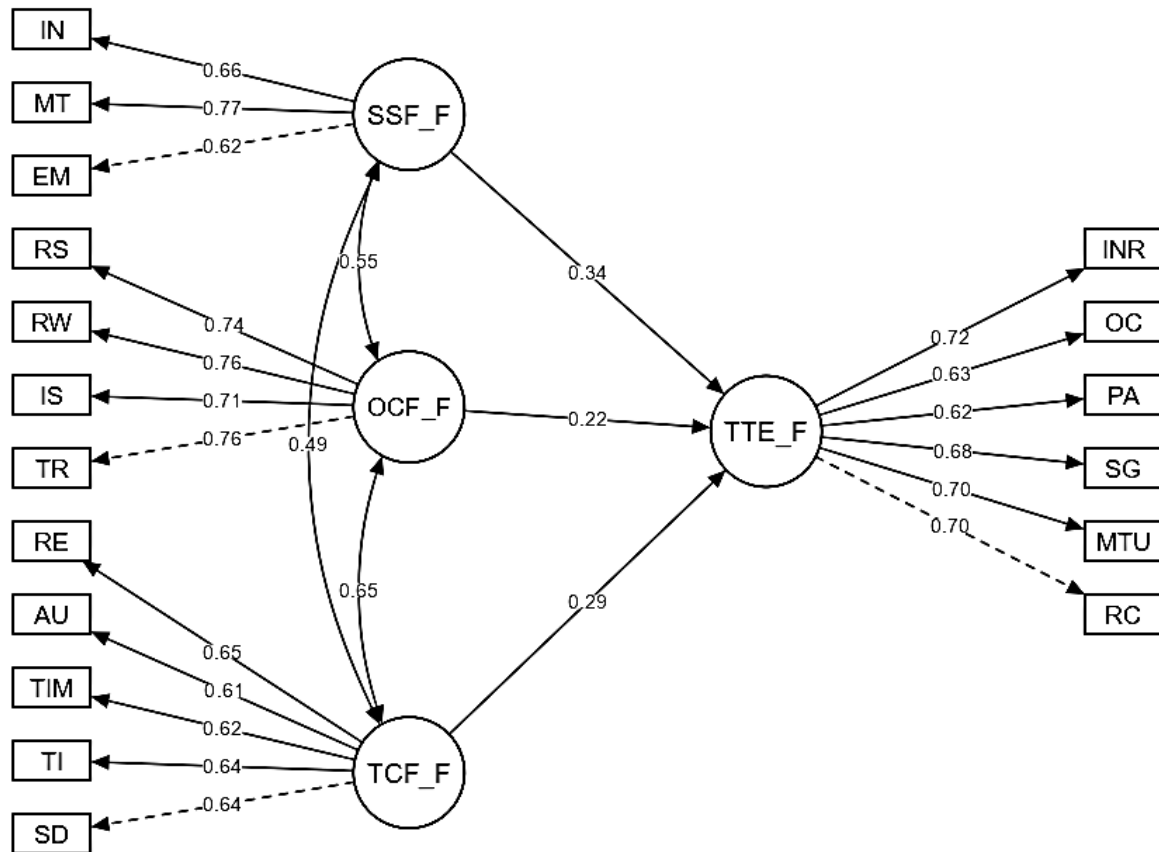 IN
MT
EM
RS
RW
IS
TR
RE
AU
TIM
TI
SD
0.66
0.77
0.62
0.74
0.76
0.71
0.76
0.65
0.61
0.62
0.64
0.64
SSF_F
OCF_F
TCF_F
0.55
0.49
0.65
0.34
0.22
0.29
TTE_F
0.72
0.63
0.62
0.68
0.70
0.70
INR
OC
PA
SG
MTU
RC